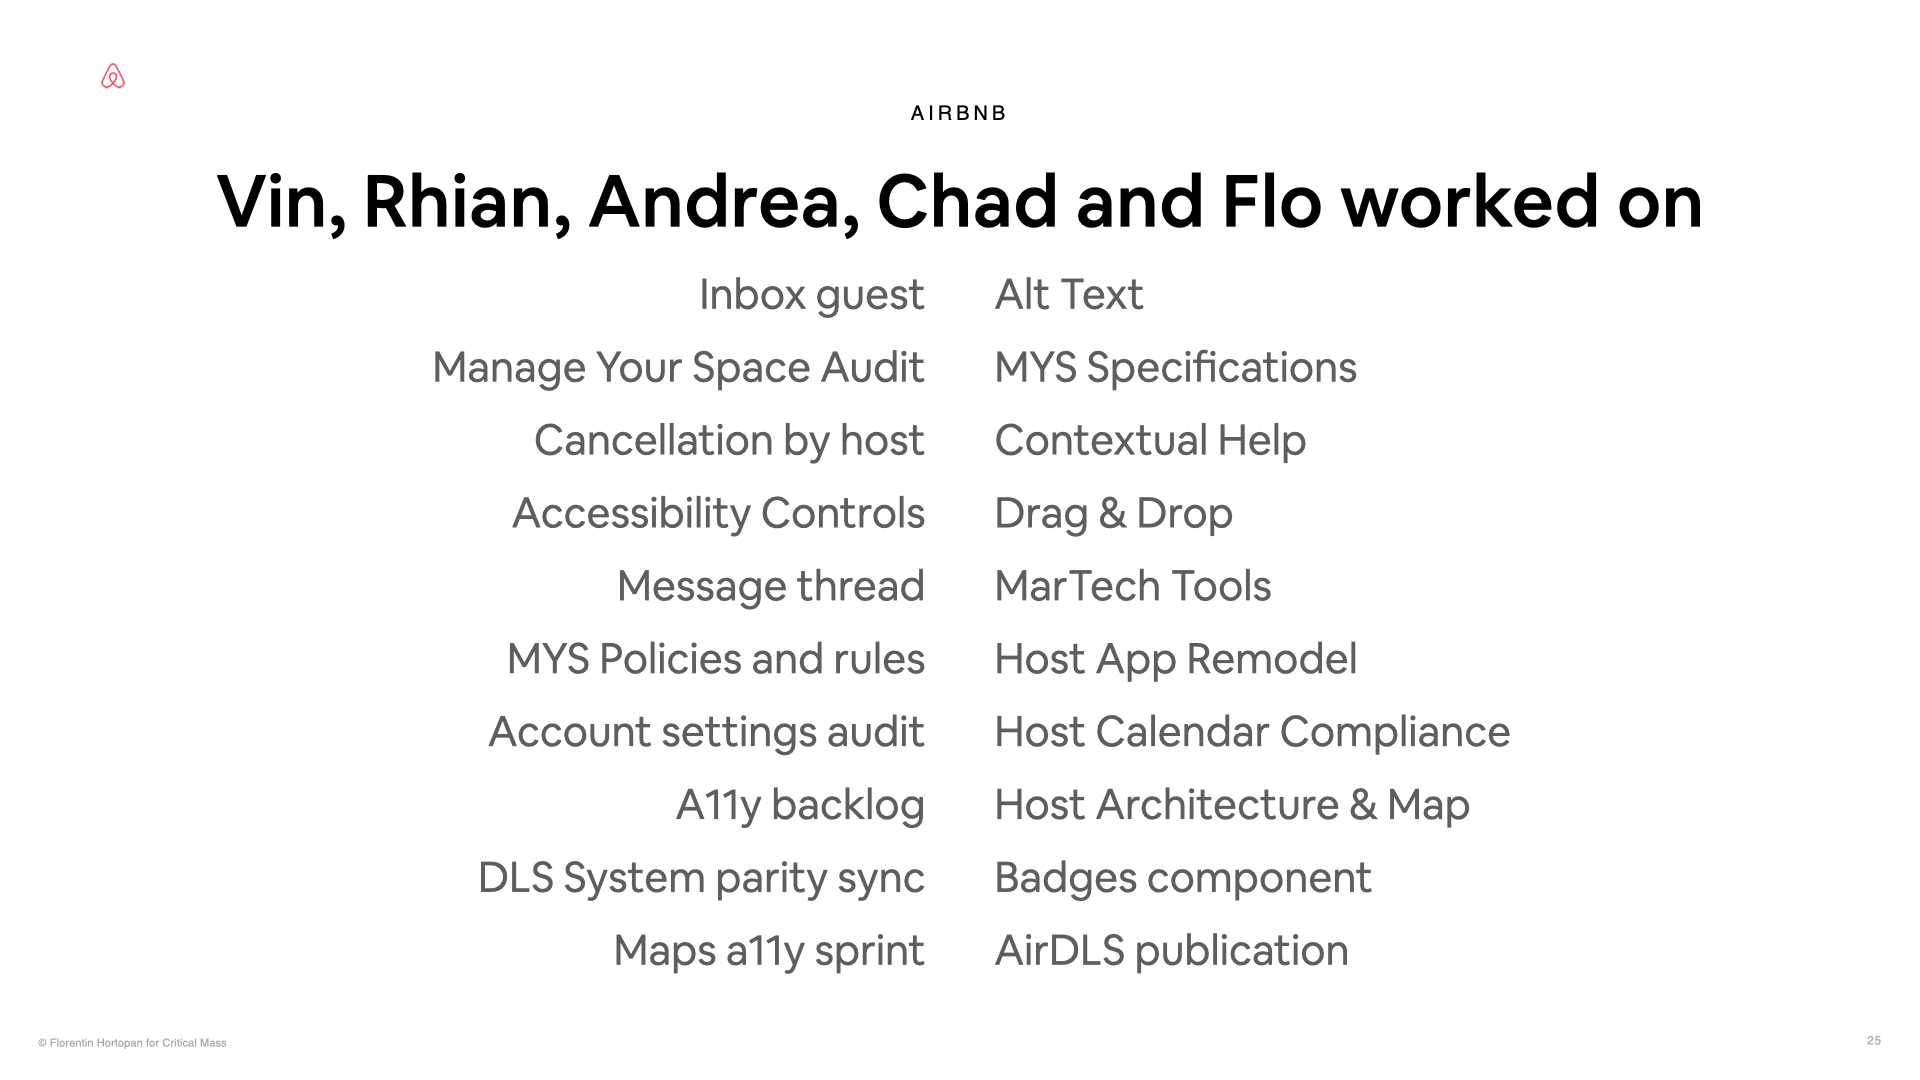 AIRBNB
Vin, Rhian, Andrea, Chad and Flo worked on
Inbox guest
Manage Your Space Audit
Cancellation by host
Accessibility Controls
Message thread
MYS Policies and rules
Account settings audit
A11y backlog
DLS System parity sync
Maps a11y sprint
Alt Text
MYS Specifications
Contextual Help
Drag & Drop
MarTech Tools
Host App Remodel
Host Calendar Compliance
Host Architecture & Map
Badges component
AirDLS publication
© Florentin Hortopan for Critical Mass
25